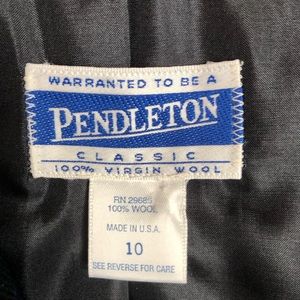 WARRANTED TO BE A
PENDLETON
CLASSIC
100% VIRGIN WOOL
RN 29685
100% WOOL
MADE IN U.S.A.
10
SEE REVERSE FOR CARE